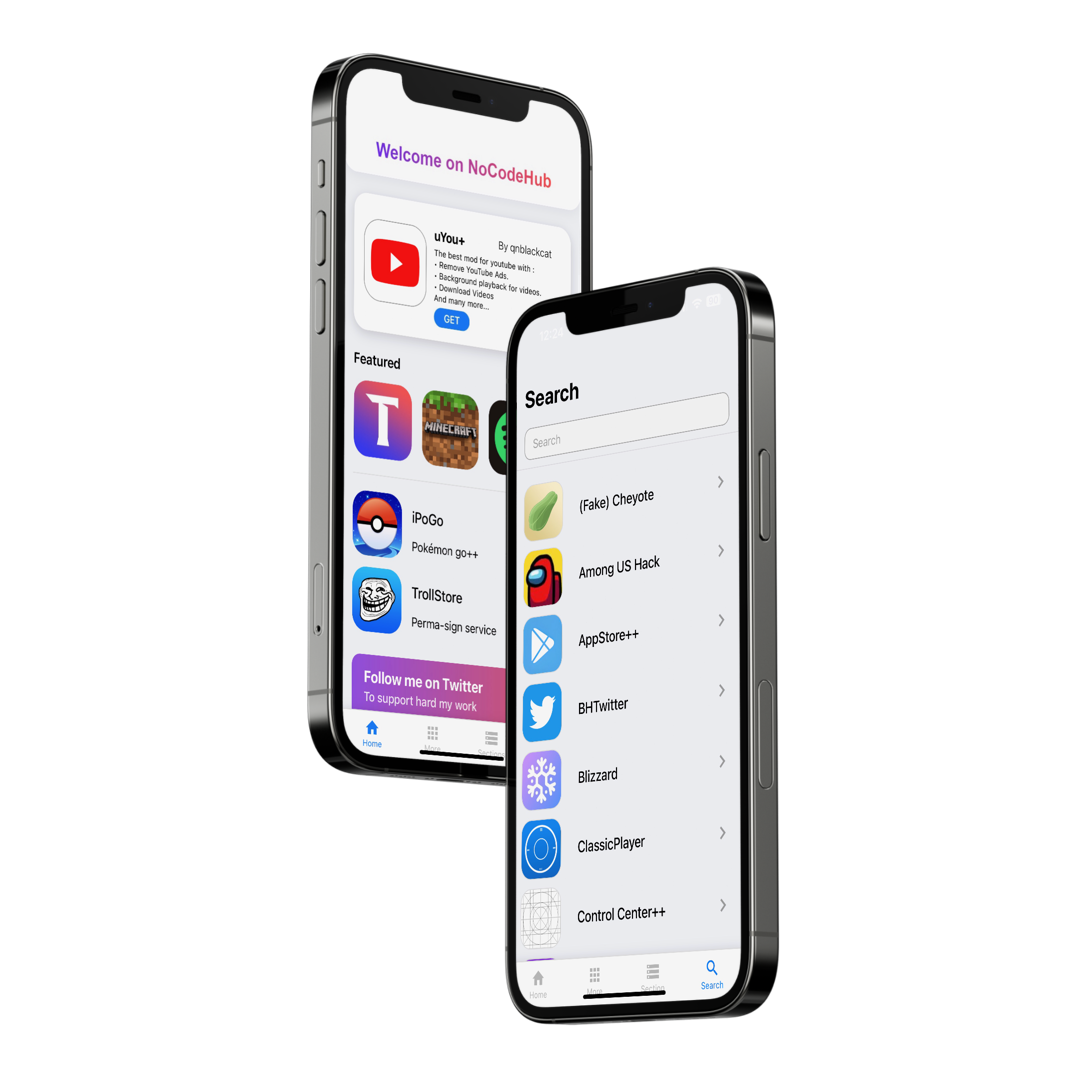 Welcome on NoCodeHub
uYou+
By qnblackcat
The best mod for youtube with :
• Remove YouTube Ads.
• Background playback for videos.
• Download Videos
And many more...
GET
Featured
T
MINECRAFT
iPoGo
Pokémon go++
TrollStore
Perma-sign service
Follow me on Twitter
To support hard my work
Home
More
Search
Search
(Fake) Cheyote
Among US Hack
AppStore++
BHTwitter
Blizzard
ClassicPlayer
Control Center++
Home
More
Section
Search